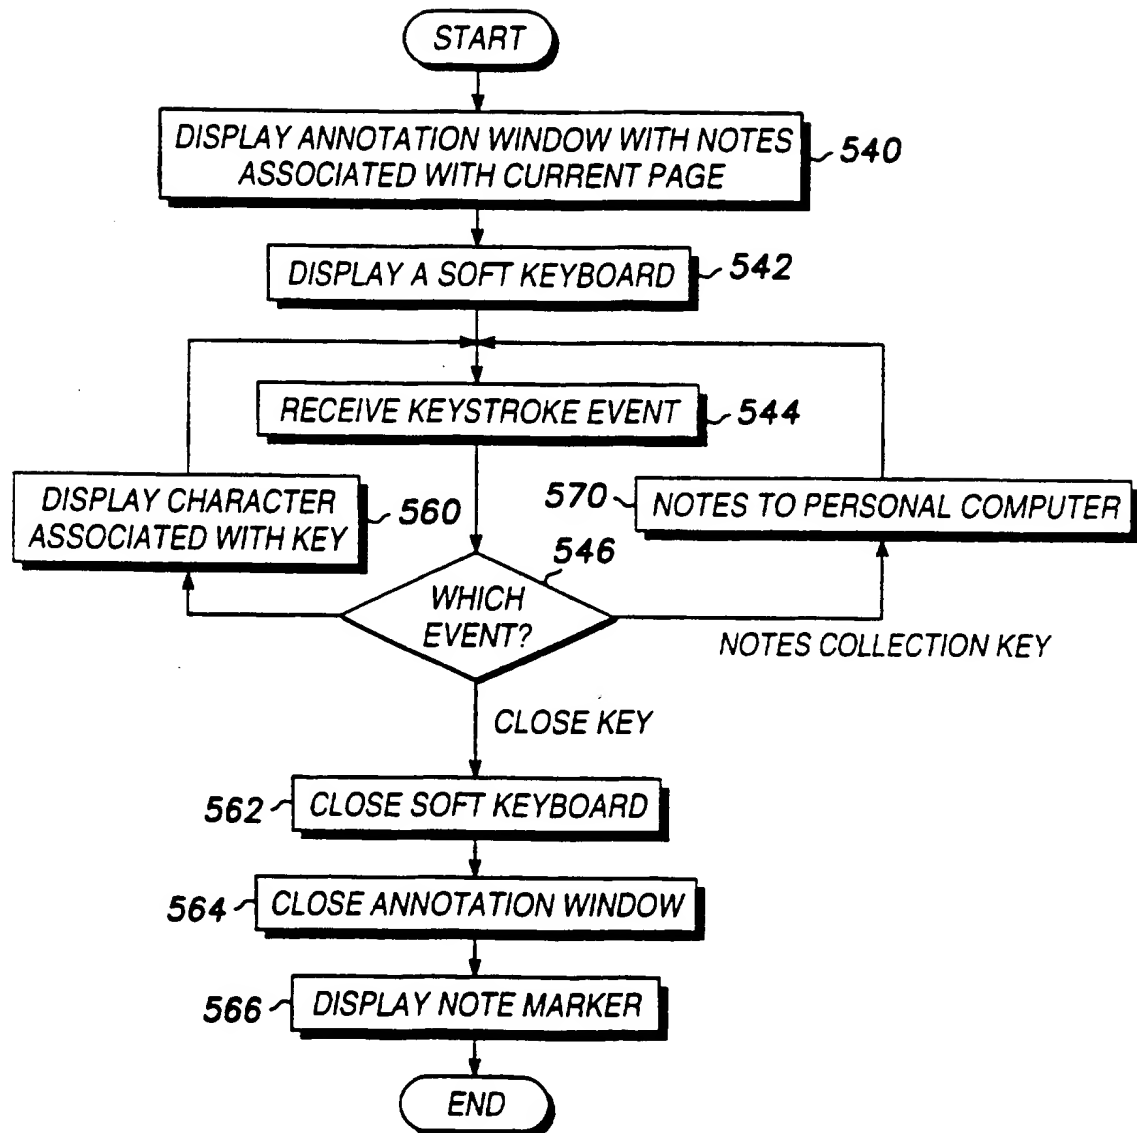 START
DISPLAY ANNOTATION WINDOW WITH NOTES
ASSOCIATED WITH CURRENT PAGE
540
DISPLAY A SOFT KEYBOARD
542
RECEIVE KEYSTROKE EVENT
544
DISPLAY CHARACTER
ASSOCIATED WITH KEY
560
570
NOTES TO PERSONAL COMPUTER
546
WHICH
EVENT?
NOTES COLLECTION KEY
CLOSE KEY
562
CLOSE SOFT KEYBOARD
564
CLOSE ANNOTATION WINDOW
566
DISPLAY NOTE MARKER
END